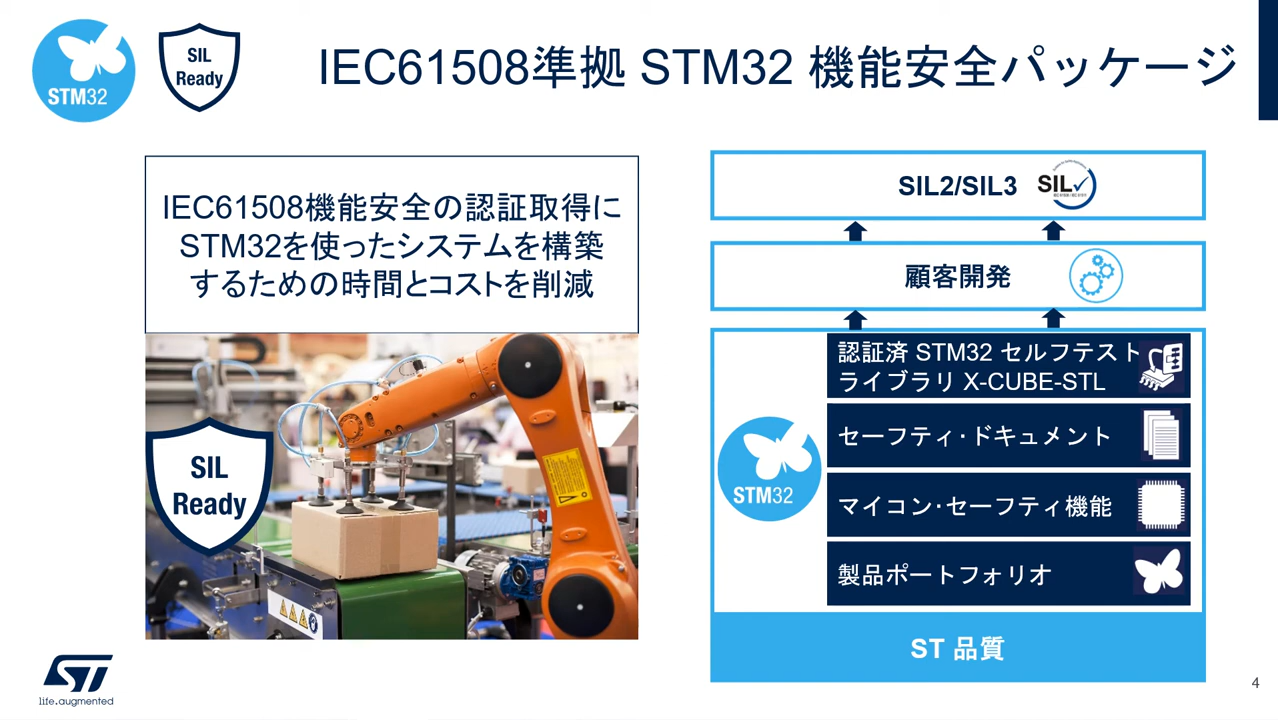 STM32
SIL
Ready
IEC61508準拠 STM32 機能安全パッケージ
IEC61508機能安全の認証取得に
STM32を使ったシステムを構築
するための時間とコストを削減
SIL
Ready
SIL2/SIL3
SIL
顧客開発
STM32
認証済 STM32 セルフテスト
ライブラリ X-CUBE-STL
セーフティ・ドキュメント
マイコン・セーフティ機能
製品ポートフォリオ
ST 品質
ST
life.augmented
4